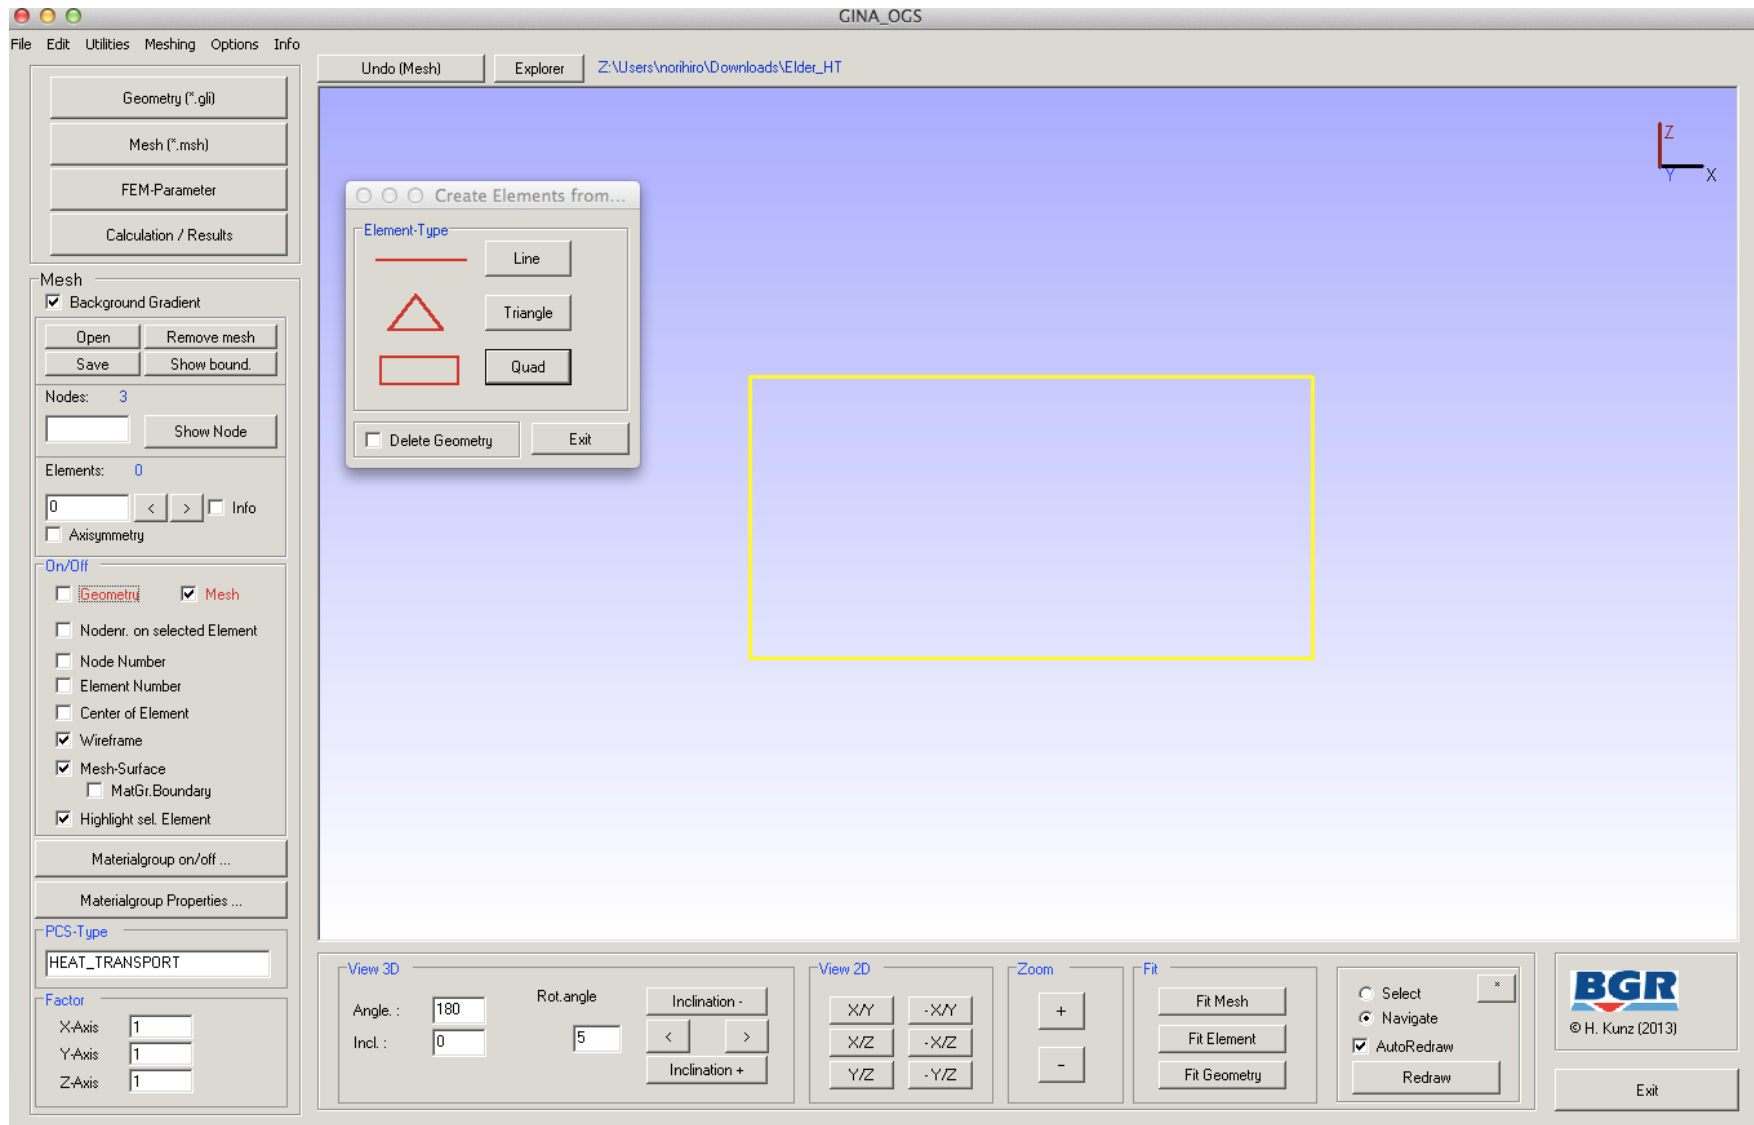 GINA_OGS
File Edit Utilities Meshing Options Info
Undo (Mesh) Explorer Z:\Users\norihiro\Downloads\Elder_HT
Geometry (*.gli)
Mesh (*.msh)
FEM-Parameter
Calculation / Results
Mesh
Background Gradient
Open Remove mesh
Save Show bound.
Nodes: 3
Show Node
Elements: 0
0 < > Info
Axisymmetry
On/Off
Geometry Mesh
Nodenr. on selected Element
Node Number
Element Number
Center of Element
Wireframe
Mesh-Surface
MatGr.Boundary
Highlight sel. Element
Materialgroup on/off ...
Materialgroup Properties ...
PCS-Type
HEAT_TRANSPORT
Factor
X-Axis 1
Y-Axis 1
Z-Axis 1
Create Elements from...
Element-Type
Line
Triangle
Quad
Delete Geometry Exit
Z
Y X
View 3D
Angle. : 180
Incl. : 0
Rot.angle
5
Inclination -
< >
Inclination +
View 2D
X/Y -X/Y
X/Z -X/Z
Y/Z -Y/Z
Zoom
+
-
Fit
Fit Mesh
Fit Element
Fit Geometry
Select *
Navigate
AutoRedraw
Redraw
BGR
© H. Kunz (2013)
Exit